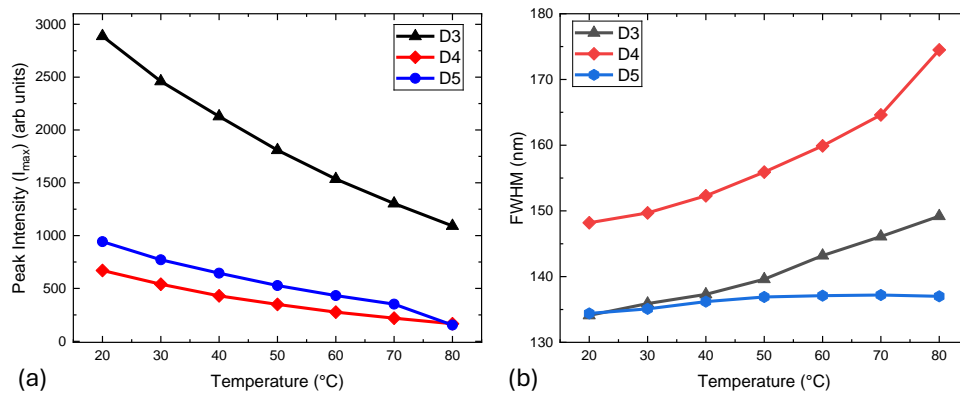 3000
2500
2000
1500
1000
500
0
20 30 40 50 60 70 80
Peak Intensity (I_max) (arb units)
Temperature (°C)
D3
D4
D5
(a)
180
170
160
150
140
130
20 30 40 50 60 70 80
FWHM (nm)
Temperature (°C)
D3
D4
D5
(b)